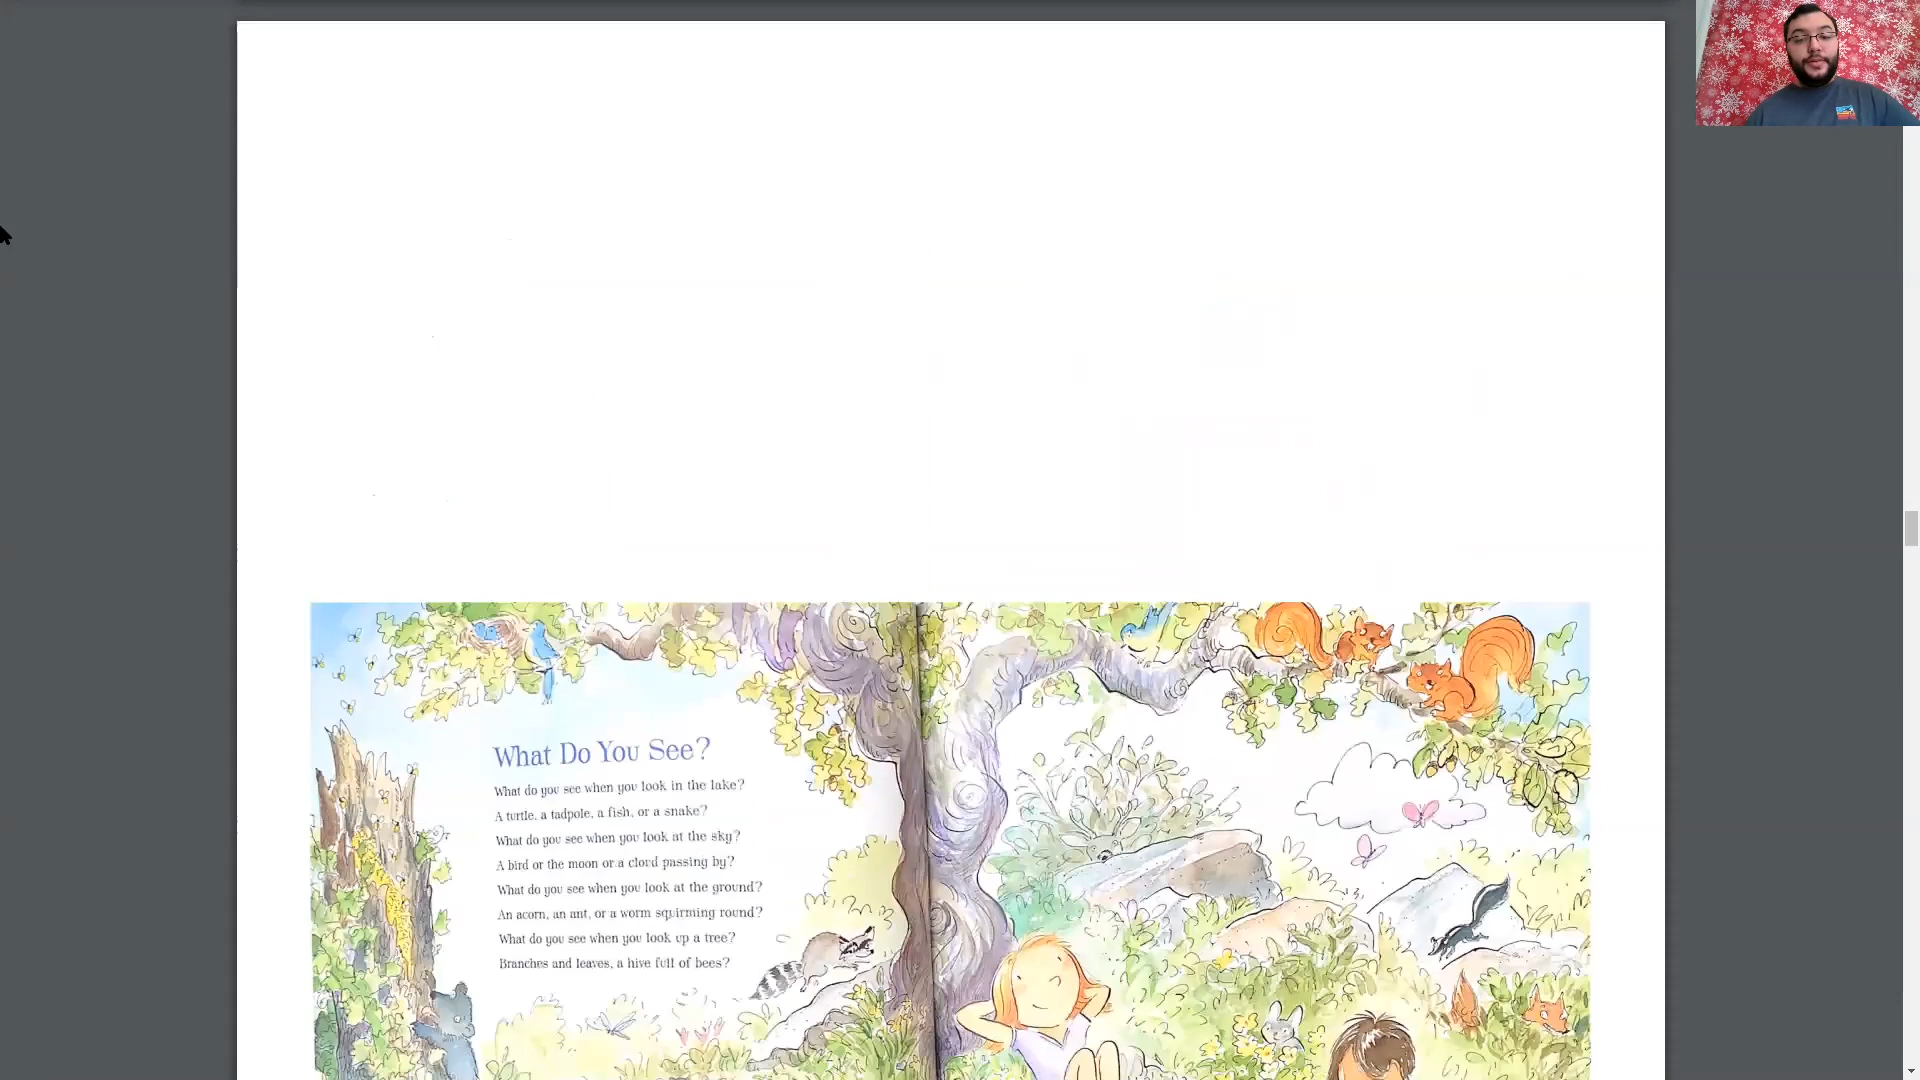 What Do You See?
What do you see when you look in the lake?
A turtle, a tadpole, a fish, or a snake?
What do you see when you look at the sky?
A bird or the moon or a cloud passing by?
What do you see when you look at the ground?
An acorn, an ant, or a worm squirming round?
What do you see when you look up a tree?
Branches and leaves, a hive full of bees?